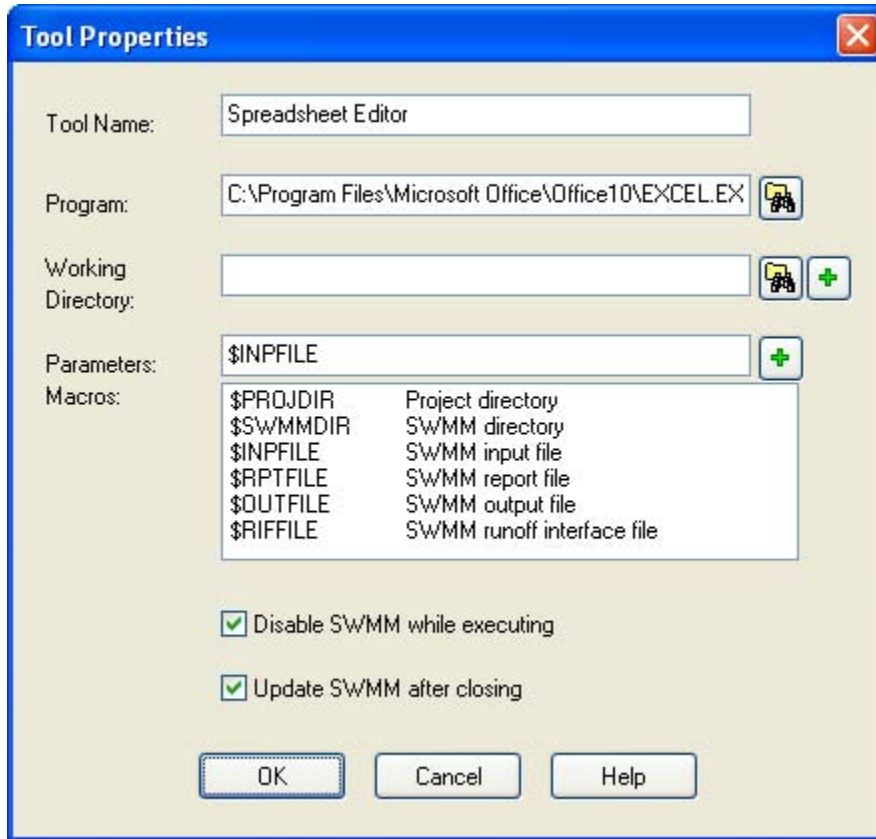 Tool Properties
Tool Name: Spreadsheet Editor
Program: C:\Program Files\Microsoft Office\Office10\EXCEL.EX
Working
Directory:
Parameters: $INPFILE
Macros:
$PROJDIR Project directory
$SWMMDIR SWMM directory
$INPFILE SWMM input file
$RPTFILE SWMM report file
$OUTFILE SWMM output file
$RIFFILE SWMM runoff interface file
Disable SWMM while executing
Update SWMM after closing
OK Cancel Help